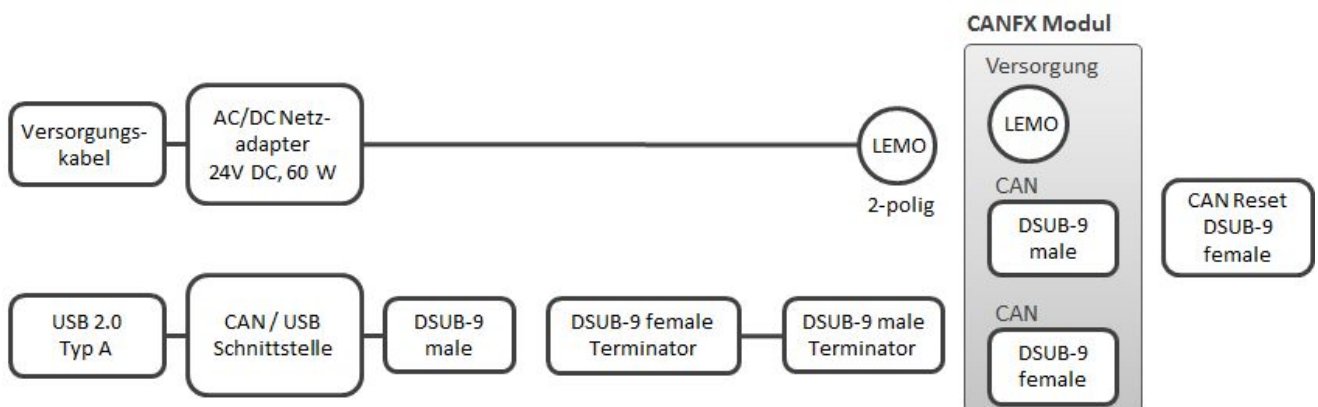 CANFX Modul
Versorgung
Versorgungs-
kabel
AC/DC Netz-
adapter
24V DC, 60 W
LEMO
2-polig
LEMO
CAN
DSUB-9
male
CAN Reset
DSUB-9
female
USB 2.0
Typ A
CAN / USB
Schnittstelle
DSUB-9
male
DSUB-9 female
Terminator
DSUB-9 male
Terminator
CAN
DSUB-9
female